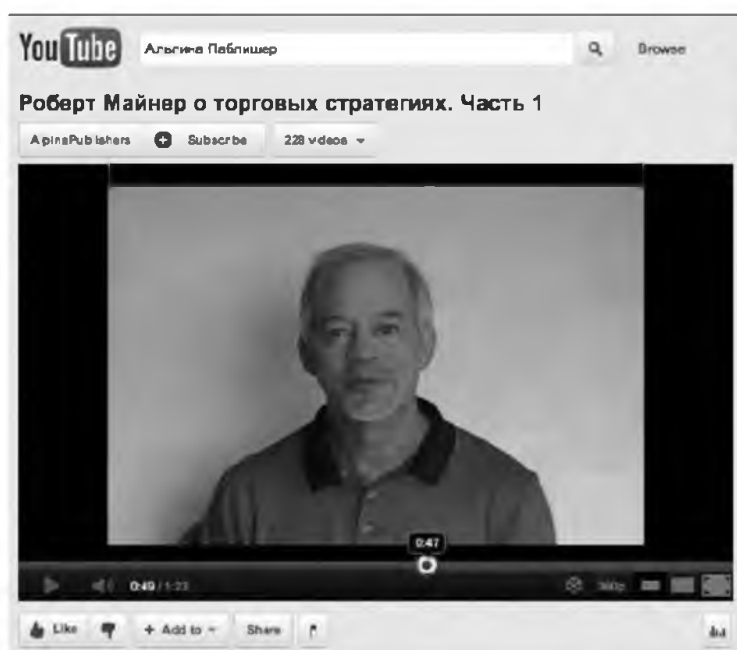 YouTube Альпина Паблишер Browse
Роберт Майнер о торговых стратегиях. Часть 1
AlpinaPublishers Subscribe 228 videos
0:47
0:49 / 1:23 360p
Like + Add to Share